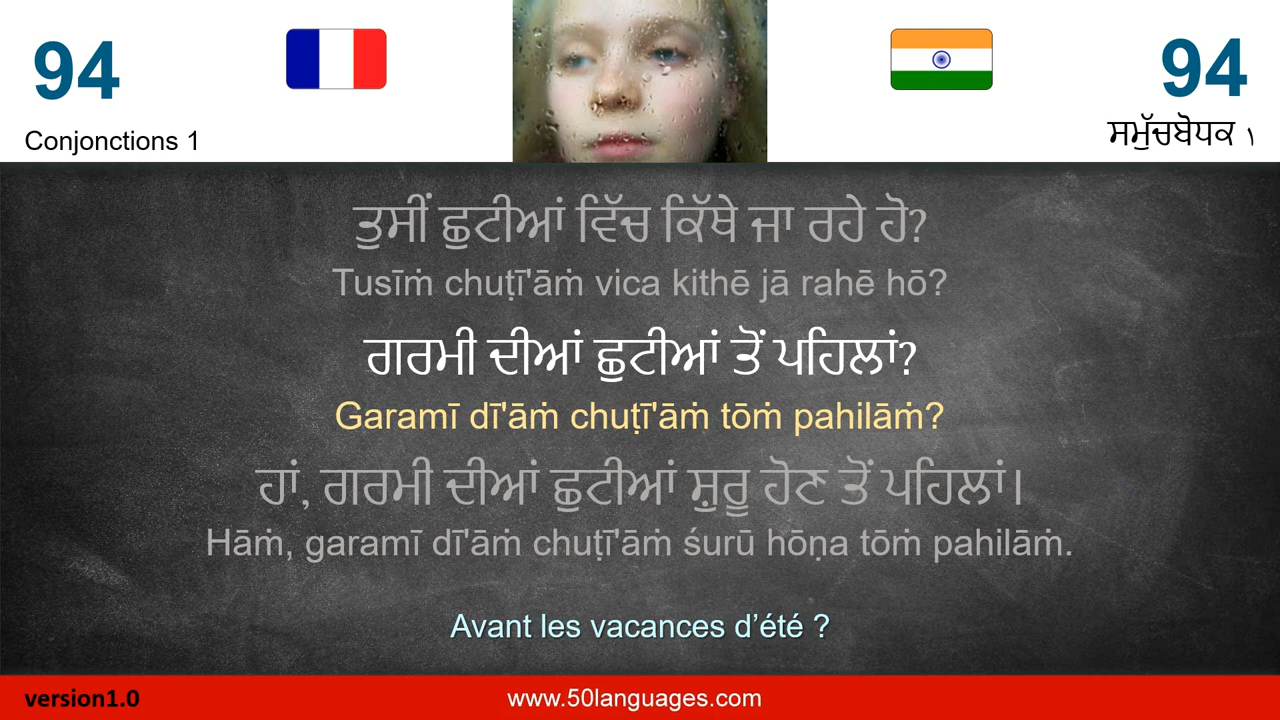 94
94
Conjonctions 1
ਸਮੁੱਚਬੋਧਕ ੧
ਤੁਸੀਂ ਛੁਟੀਆਂ ਵਿੱਚ ਕਿੱਥੇ ਜਾ ਰਹੇ ਹੋ?
Tusīṁ chuṭī'āṁ vica kithē jā rahē hō?
ਗਰਮੀ ਦੀਆਂ ਛੁਟੀਆਂ ਤੋਂ ਪਹਿਲਾਂ?
Garamī dī'āṁ chuṭī'āṁ tōṁ pahilāṁ?
ਹਾਂ, ਗਰਮੀ ਦੀਆਂ ਛੁਟੀਆਂ ਸ਼ੁਰੂ ਹੋਣ ਤੋਂ ਪਹਿਲਾਂ।
Hāṁ, garamī dī'āṁ chuṭī'āṁ śurū hōṇa tōṁ pahilāṁ.
Avant les vacances d’été ?
version1.0
www.50languages.com